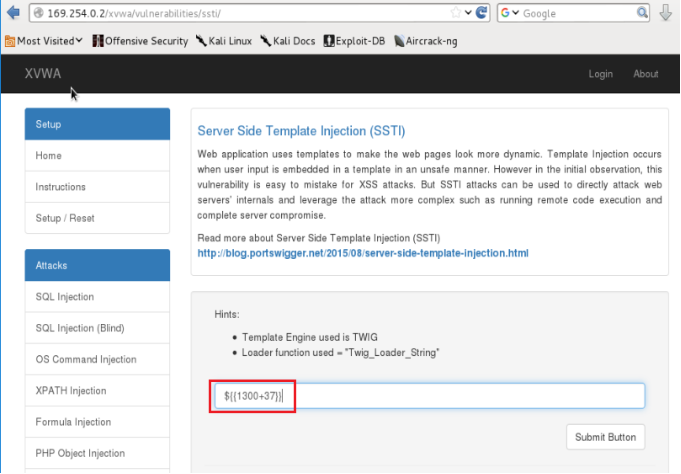 169.254.0.2/xvwa/vulnerabilities/ssti/
Google
Most Visited Offensive Security Kali Linux Kali Docs Exploit-DB Aircrack-ng
XVWA Login About
Setup
Home
Instructions
Setup / Reset
Attacks
SQL Injection
SQL Injection (Blind)
OS Command Injection
XPATH Injection
Formula Injection
PHP Object Injection
Server Side Template Injection (SSTI)
Web application uses templates to make the web pages look more dynamic. Template Injection occurs
when user input is embedded in a template in an unsafe manner. However in the initial observation, this
vulnerability is easy to mistake for XSS attacks. But SSTI attacks can be used to directly attack web
servers' internals and leverage the attack more complex such as running remote code execution and
complete server compromise.
Read more about Server Side Template Injection (SSTI)
http://blog.portswigger.net/2015/08/server-side-template-injection.html
Hints:
• Template Engine used is TWIG
• Loader function used = "Twig_Loader_String"
${{1300+37}}
Submit Button